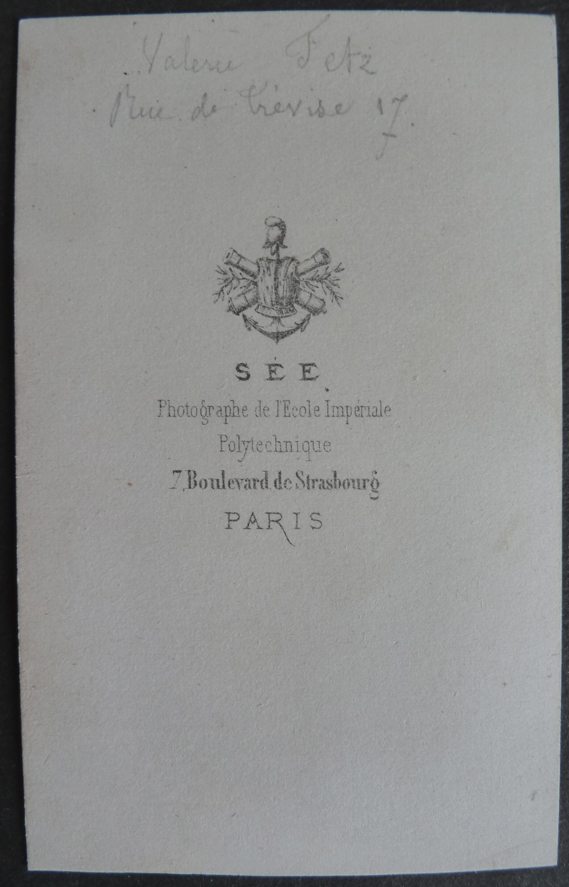 Valerie Fetz
Rue de Trévise 17.
SÉE
Photographe de l'Ecole Impériale
Polytechnique
7, Boulevard de Strasbourg
PARIS